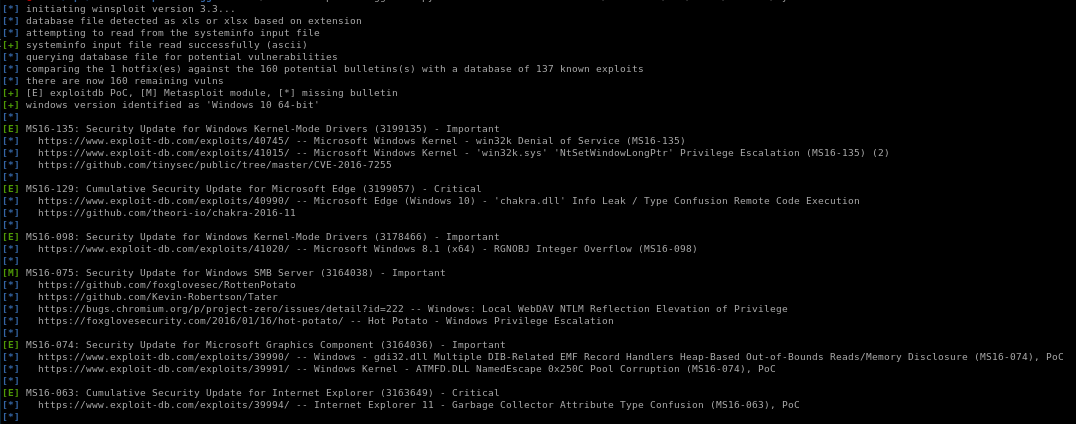 [*] initiating winsploit version 3.3...
[*] database file detected as xls or xlsx based on extension
[*] attempting to read from the systeminfo input file
[+] systeminfo input file read successfully (ascii)
[*] querying database file for potential vulnerabilities
[*] comparing the 1 hotfix(es) against the 160 potential bulletins(s) with a database of 137 known exploits
[*] there are now 160 remaining vulns
[+] [E] exploitdb PoC, [M] Metasploit module, [*] missing bulletin
[+] windows version identified as 'Windows 10 64-bit'
[*]
[E] MS16-135: Security Update for Windows Kernel-Mode Drivers (3199135) - Important
[*]   https://www.exploit-db.com/exploits/40745/ -- Microsoft Windows Kernel - win32k Denial of Service (MS16-135)
[*]   https://www.exploit-db.com/exploits/41015/ -- Microsoft Windows Kernel - 'win32k.sys' 'NtSetWindowLongPtr' Privilege Escalation (MS16-135) (2)
[*]   https://github.com/tinysec/public/tree/master/CVE-2016-7255
[*]
[E] MS16-129: Cumulative Security Update for Microsoft Edge (3199057) - Critical
[*]   https://www.exploit-db.com/exploits/40990/ -- Microsoft Edge (Windows 10) - 'chakra.dll' Info Leak / Type Confusion Remote Code Execution
[*]   https://github.com/theori-io/chakra-2016-11
[*]
[E] MS16-098: Security Update for Windows Kernel-Mode Drivers (3178466) - Important
[*]   https://www.exploit-db.com/exploits/41020/ -- Microsoft Windows 8.1 (x64) - RGNOBJ Integer Overflow (MS16-098)
[*]
[M] MS16-075: Security Update for Windows SMB Server (3164038) - Important
[*]   https://github.com/foxglovesec/RottenPotato
[*]   https://github.com/Kevin-Robertson/Tater
[*]   https://bugs.chromium.org/p/project-zero/issues/detail?id=222 -- Windows: Local WebDAV NTLM Reflection Elevation of Privilege
[*]   https://foxglovesecurity.com/2016/01/16/hot-potato/ -- Hot Potato - Windows Privilege Escalation
[*]
[E] MS16-074: Security Update for Microsoft Graphics Component (3164036) - Important
[*]   https://www.exploit-db.com/exploits/39990/ -- Windows - gdi32.dll Multiple DIB-Related EMF Record Handlers Heap-Based Out-of-Bounds Reads/Memory Disclosure (MS16-074), PoC
[*]   https://www.exploit-db.com/exploits/39991/ -- Windows Kernel - ATMFD.DLL NamedEscape 0x250C Pool Corruption (MS16-074), PoC
[*]
[E] MS16-063: Cumulative Security Update for Internet Explorer (3163649) - Critical
[*]   https://www.exploit-db.com/exploits/39994/ -- Internet Explorer 11 - Garbage Collector Attribute Type Confusion (MS16-063), PoC
[*]